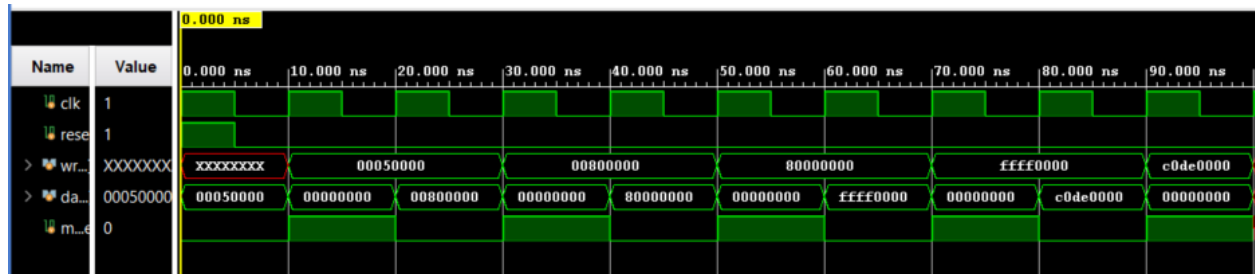 0.000 ns
Name Value 0.000 ns 10.000 ns 20.000 ns 30.000 ns 40.000 ns 50.000 ns 60.000 ns 70.000 ns 80.000 ns 90.000 ns
clk 1
rese 1
> wr... XXXXXXX XXXXXXXX 00050000 00800000 80000000 ffff0000 c0de0000
> da... 00050000 00050000 00000000 00800000 00000000 80000000 00000000 ffff0000 00000000 c0de0000 00000000
m...e 0